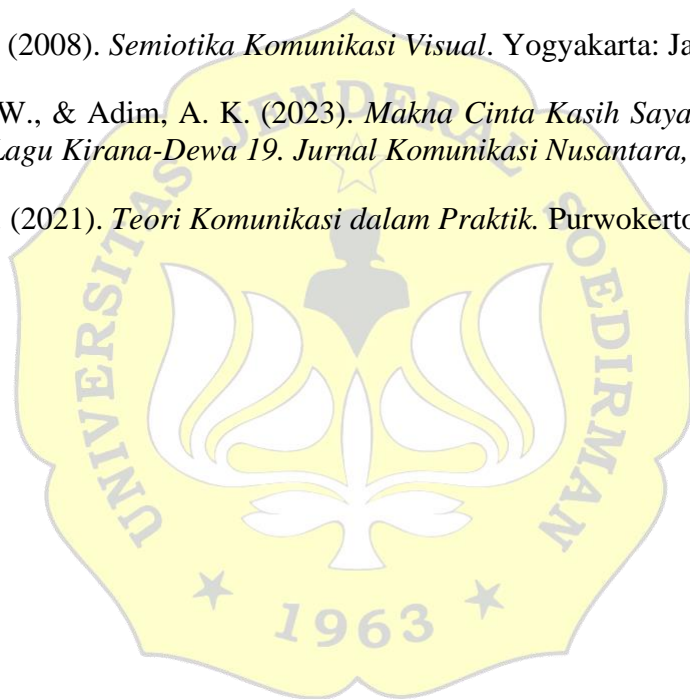 (2008). Semiotika Komunikasi Visual. Yogyakarta: Ja
W., & Adim, A. K. (2023). Makna Cinta Kasih Saya
Lagu Kirana-Dewa 19. Jurnal Komunikasi Nusantara,
(2021). Teori Komunikasi dalam Praktik. Purwokerto
UNIVERSITAS JENDERAL SOEDIRMAN
1963